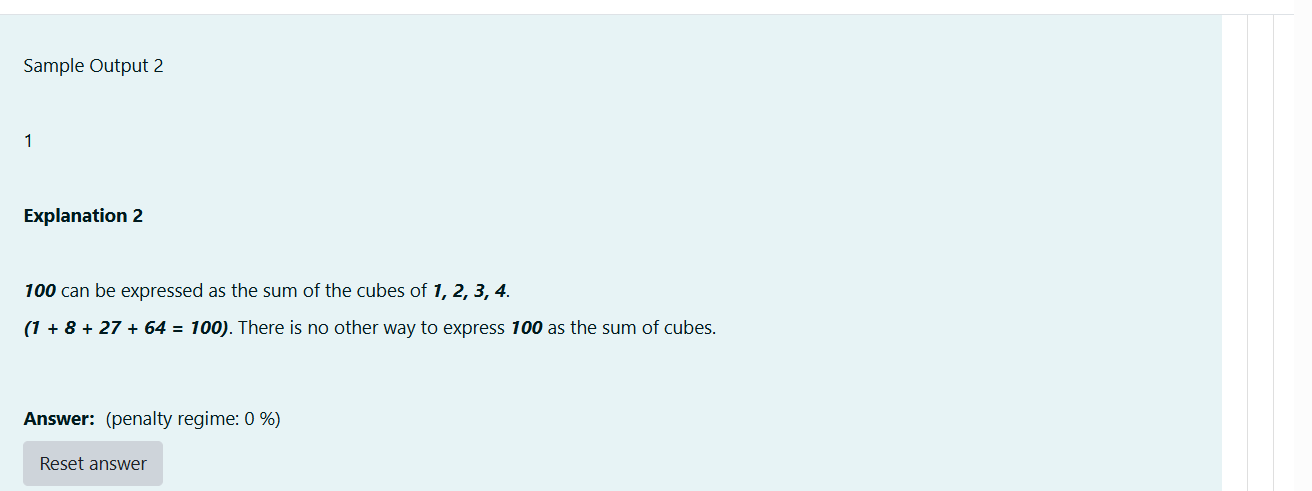 Sample Output 2
1
Explanation 2
100 can be expressed as the sum of the cubes of 1, 2, 3, 4.
(1 + 8 + 27 + 64 = 100). There is no other way to express 100 as the sum of cubes.
Answer: (penalty regime: 0 %)
Reset answer